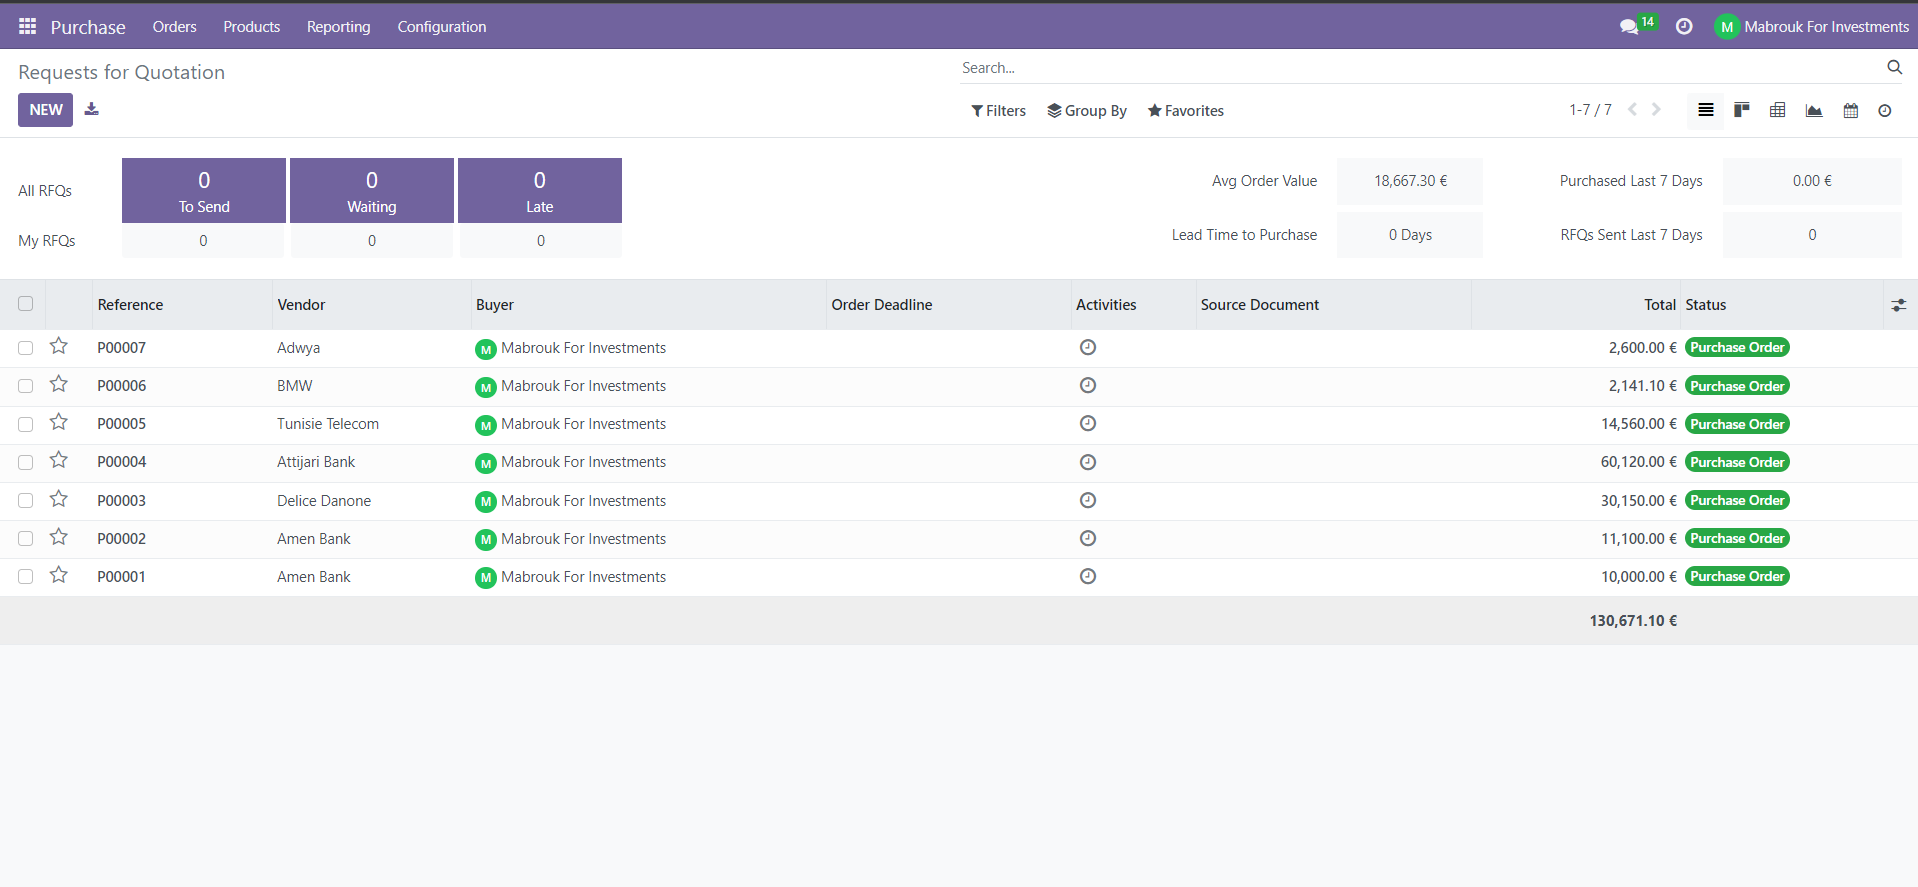 Purchase Orders Products Reporting Configuration 14 M Mabrouk For Investments
Requests for Quotation Search...
NEW Filters Group By Favorites 1-7 / 7
All RFQs 0 To Send 0 Waiting 0 Late
My RFQs 0 0 0
Avg Order Value 18,667.30 € Purchased Last 7 Days 0.00 €
Lead Time to Purchase 0 Days RFQs Sent Last 7 Days 0
Reference Vendor Buyer Order Deadline Activities Source Document Total Status
P00007 Adwya M Mabrouk For Investments 2,600.00 € Purchase Order
P00006 BMW M Mabrouk For Investments 2,141.10 € Purchase Order
P00005 Tunisie Telecom M Mabrouk For Investments 14,560.00 € Purchase Order
P00004 Attijari Bank M Mabrouk For Investments 60,120.00 € Purchase Order
P00003 Delice Danone M Mabrouk For Investments 30,150.00 € Purchase Order
P00002 Amen Bank M Mabrouk For Investments 11,100.00 € Purchase Order
P00001 Amen Bank M Mabrouk For Investments 10,000.00 € Purchase Order
130,671.10 €